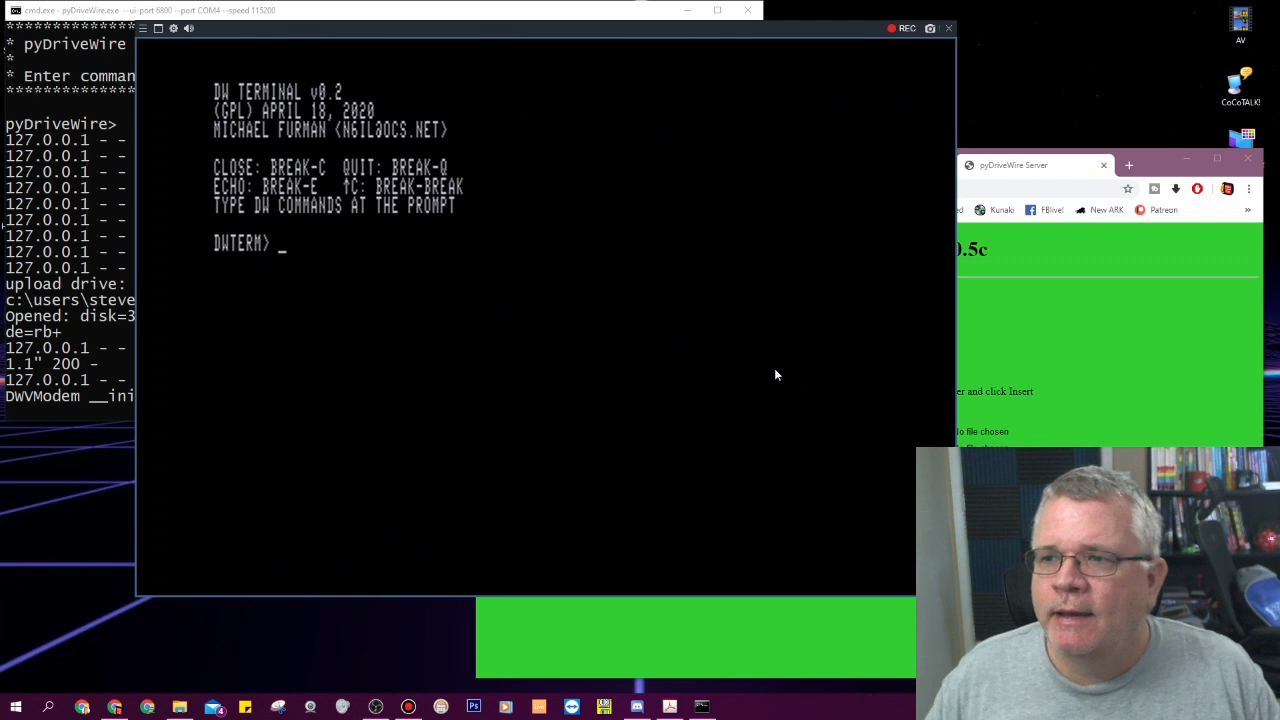 cmd.exe - pyDriveWire.exe --ui-port 6800 --port COM4 --speed 115200
* pyDriveWire
*
* Enter comman
pyDriveWire>
127.0.0.1 - -
127.0.0.1 - -
127.0.0.1 - -
127.0.0.1 - -
127.0.0.1 - -
127.0.0.1 - -
127.0.0.1 - -
127.0.0.1 - -
127.0.0.1 - -
upload drive:
c:\users\steve
Opened: disk=3
de=rb+
127.0.0.1 - -
1.1" 200 -
127.0.0.1 - -
DWVModem __ini
REC
DW TERMINAL v0.2
(GPL) APRIL 18, 2020
MICHAEL FURMAN <N6IL@OCS.NET>
CLOSE: BREAK-C QUIT: BREAK-Q
ECHO: BREAK-E ↑C: BREAK-BREAK
TYPE DW COMMANDS AT THE PROMPT
DWTERM> _
AV
CoCoTALK!
pyDriveWire Server
ed
Kunaki
FBlive!
New ARK
Patreon
»
0.5c
er and click Insert
lo file chosen
4
Live